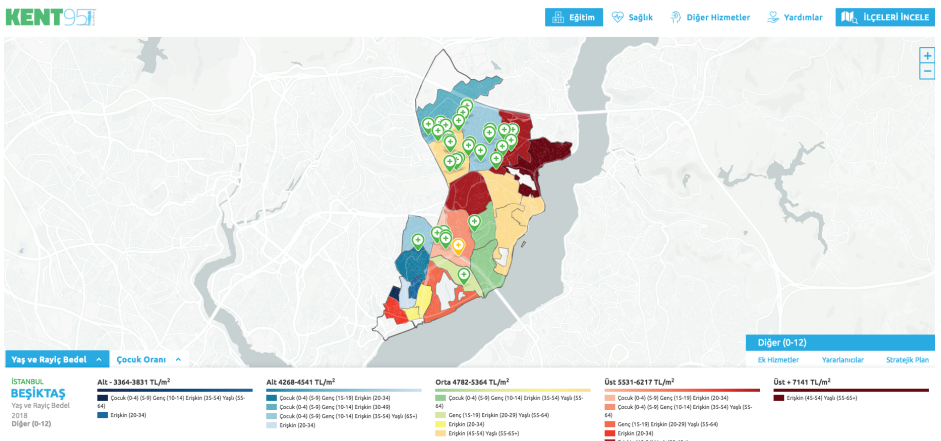 KENT95
Eğitim
Sağlık
Diğer Hizmetler
Yardımlar
İLÇELERİ İNCELE
+
−
Diğer (0-12)
Ek Hizmetler Yararlanıcılar Stratejik Plan
Yaş ve Rayiç Bedel
Çocuk Oranı
İSTANBUL
BEŞİKTAŞ
Yaş ve Rayiç Bedel
2018
Diğer (0-12)
Alt - 3364-3831 TL/m²
Çocuk (0-4) (5-9) Genç (10-14) Erişkin (35-54) Yaşlı (55-
64)
Erişkin (20-34)
Alt 4268-4541 TL/m²
Çocuk (0-4) (5-9) Genç (15-19) Erişkin (20-34)
Çocuk (0-4) (5-9) Genç (10-14) Erişkin (30-49)
Çocuk (0-4) (5-9) Genç (10-14) Erişkin (35-54) Yaşlı (65+)
Erişkin (20-34)
Orta 4782-5364 TL/m²
Çocuk (0-4) (5-9) Genç (10-14) Erişkin (35-54) Yaşlı (55-
64)
Genç (15-19) Erişkin (20-29) Yaşlı (55-64)
Erişkin (20-34)
Erişkin (45-54) Yaşlı (55-65+)
Üst 5531-6217 TL/m²
Çocuk (0-4) (5-9) Genç (15-19) Erişkin (20-34)
Çocuk (0-4) (5-9) Genç (10-14) Erişkin (35-54) Yaşlı (55-
64)
Genç (15-19) Erişkin (20-29) Yaşlı (55-64)
Erişkin (20-34)
Üst + 7141 TL/m²
Erişkin (45-54) Yaşlı (55-65+)